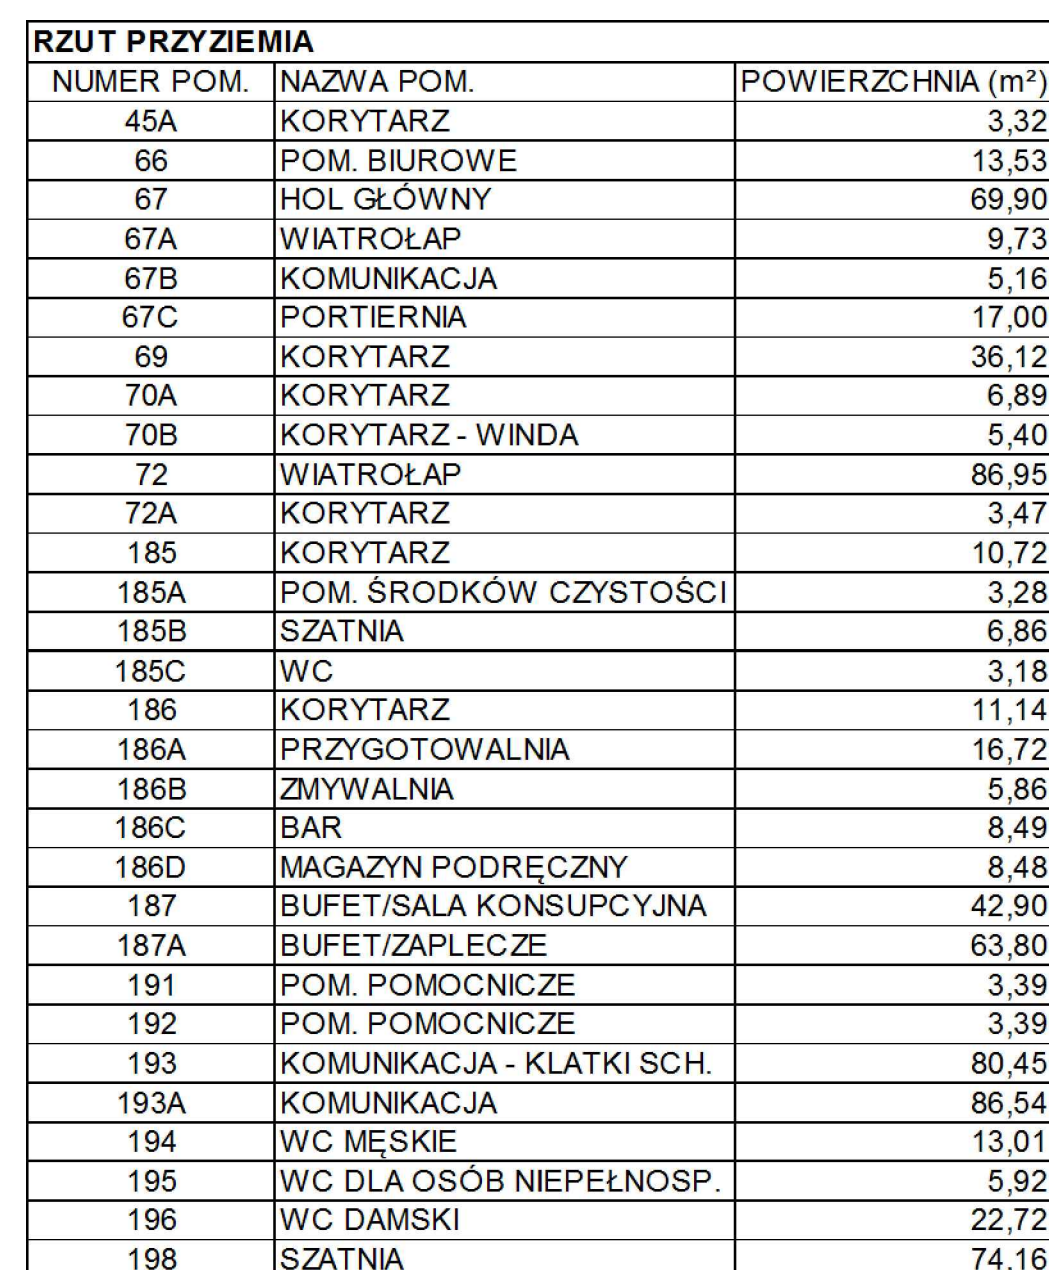 RZUT PRZYZIEMIA
NUMER POM. NAZWA POM. POWIERZCHNIA (m²)
45A KORYTARZ 3,32
66 POM. BIUROWE 13,53
67 HOL GŁÓWNY 69,90
67A WIATROŁAP 9,73
67B KOMUNIKACJA 5,16
67C PORTIERNIA 17,00
69 KORYTARZ 36,12
70A KORYTARZ 6,89
70B KORYTARZ - WINDA 5,40
72 WIATROŁAP 86,95
72A KORYTARZ 3,47
185 KORYTARZ 10,72
185A POM. ŚRODKÓW CZYSTOŚCI 3,28
185B SZATNIA 6,86
185C WC 3,18
186 KORYTARZ 11,14
186A PRZYGOTOWALNIA 16,72
186B ZMYWALNIA 5,86
186C BAR 8,49
186D MAGAZYN PODRĘCZNY 8,48
187 BUFET/SALA KONSUPCYJNA 42,90
187A BUFET/ZAPLECZE 63,80
191 POM. POMOCNICZE 3,39
192 POM. POMOCNICZE 3,39
193 KOMUNIKACJA - KLATKI SCH. 80,45
193A KOMUNIKACJA 86,54
194 WC MĘSKIE 13,01
195 WC DLA OSÓB NIEPEŁNOSP. 5,92
196 WC DAMSKI 22,72
198 SZATNIA 74,16